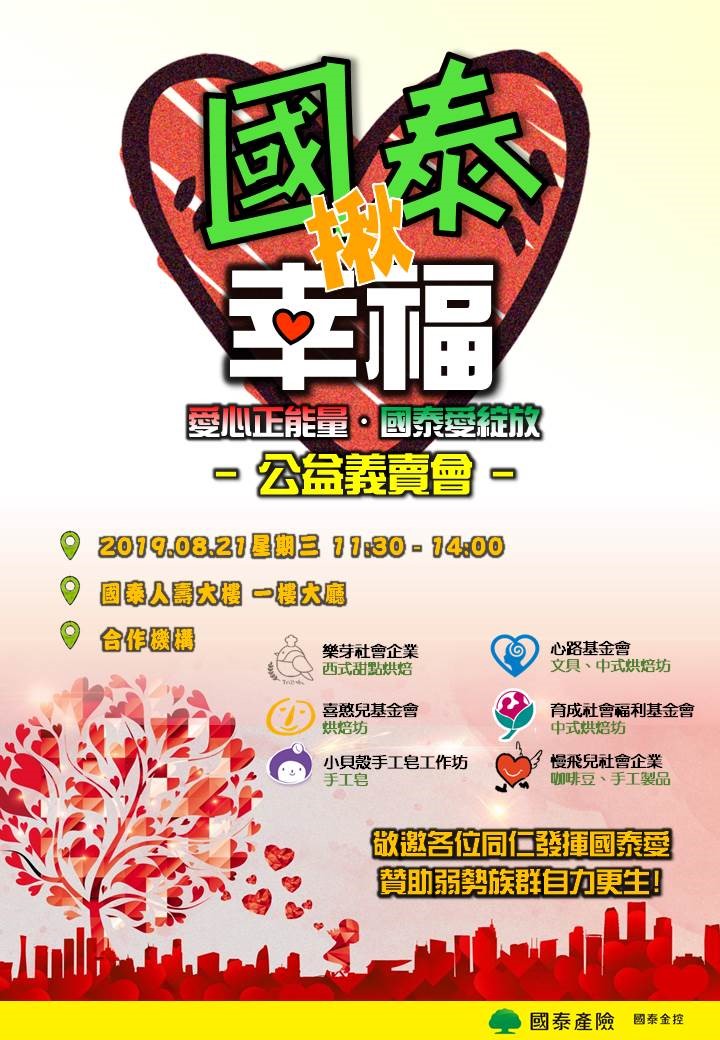 國泰
揪
幸福
愛心正能量．國泰愛綻放
- 公益義賣會 -
2019.08.21星期三 11:30 - 14:00
國泰人壽大樓 一樓大廳
合作機構
樂芽社會企業
西式甜點烘焙
心路基金會
文具、中式烘焙坊
喜憨兒基金會
烘焙坊
育成社會福利基金會
中式烘焙坊
小貝殼手工皂工作坊
手工皂
慢飛兒社會企業
咖啡豆、手工製品
敬邀各位同仁發揮國泰愛
贊助弱勢族群自力更生!
國泰產險 國泰金控